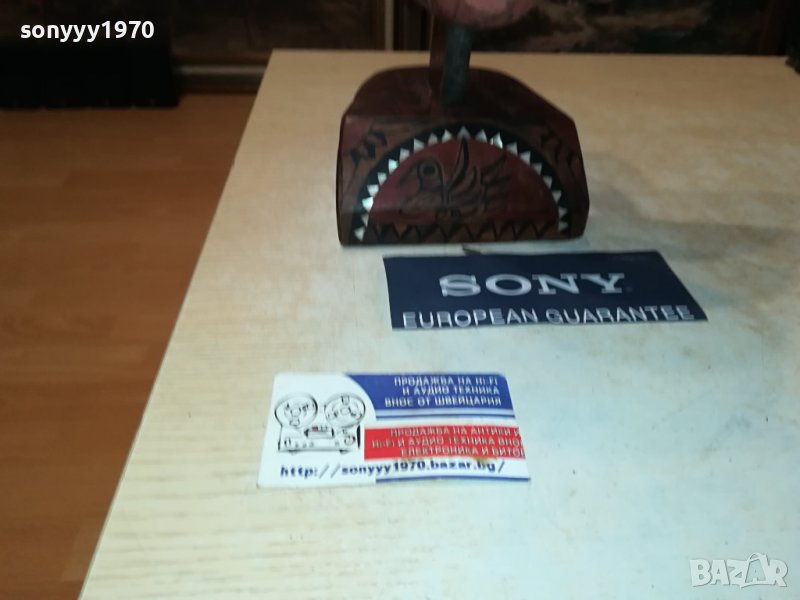 sonyyy1970
SONY
EUROPEAN GUARANTEE
ПРОДАЖБА НА HI-FI
И АУДИО ТЕХНИКА
ВНОС ОТ ШВЕЙЦАРИЯ
ПРОДАЖБА НА АНТИКИ И
HI-FI И АУДИО ТЕХНИКА ВНОС
ЕЛЕКТРОНИКА И БИТОВ
http://sonyyy1970.bazar.bg/
BAZAR